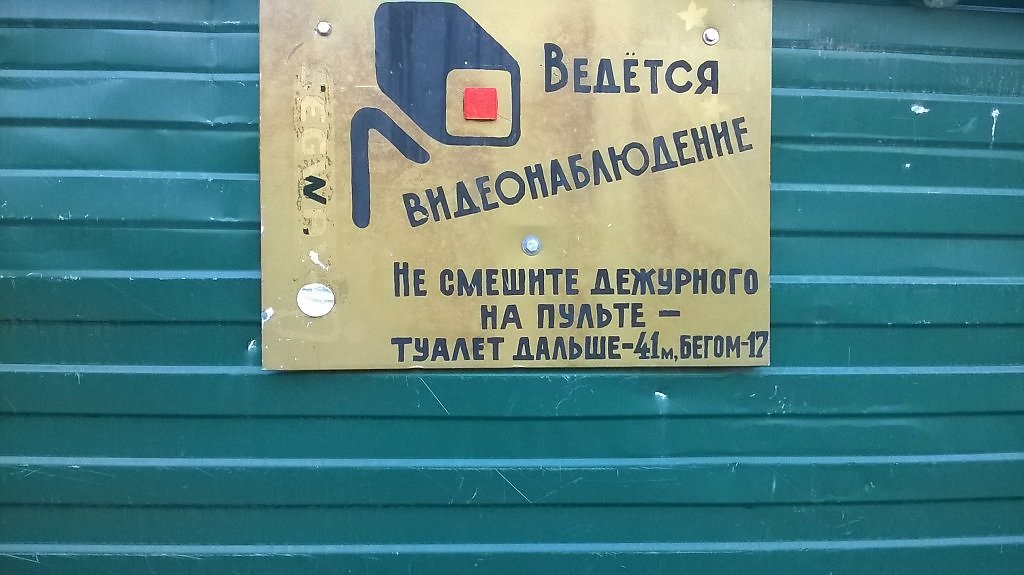 ВЕДЁТСЯ
ВИДЕОНАБЛЮДЕНИЕ
НЕ СМЕШИТЕ ДЕЖУРНОГО
НА ПУЛЬТЕ –
ТУАЛЕТ ДАЛЬШЕ-41м, БЕГОМ-17